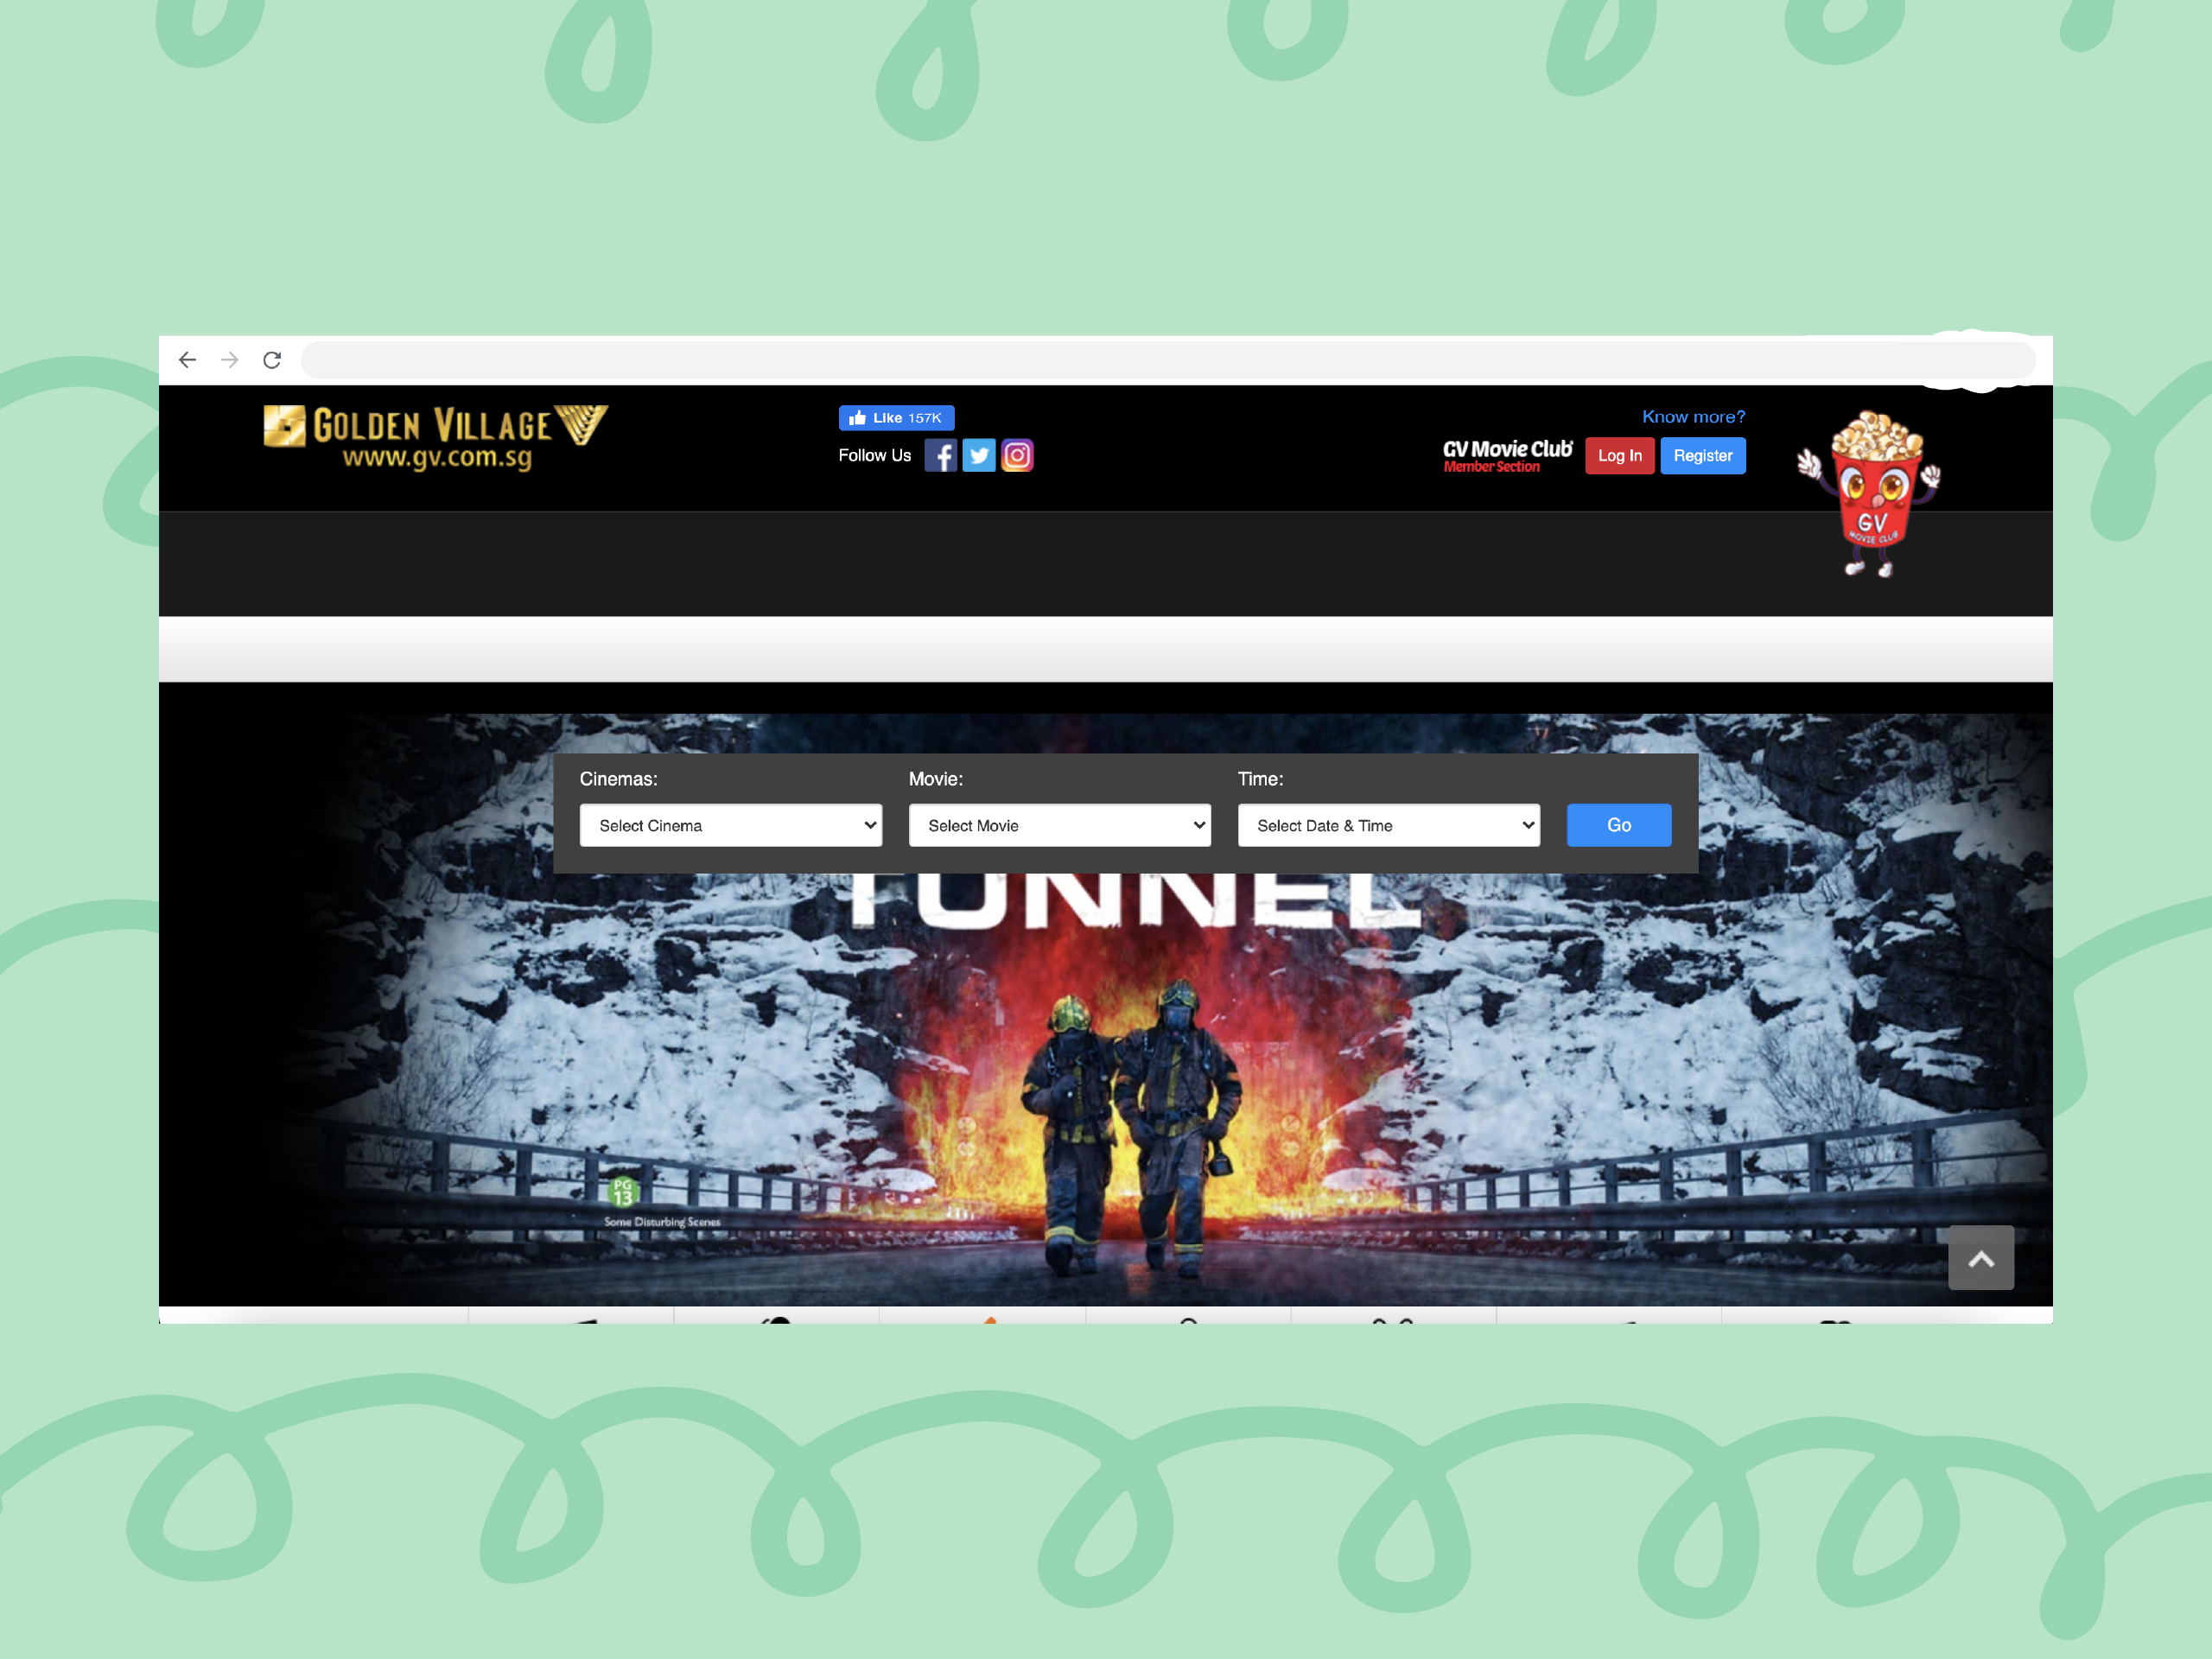 GOLDEN VILLAGE
www.gv.com.sg
Like 157K
Follow Us
Know more?
GV Movie Club
Member Section
Log In
Register
GV
MOVIE CLUB
Cinemas:
Movie:
Time:
Select Cinema
Select Movie
Select Date & Time
Go
TUNNEL
PG
13
Some Disturbing Scenes